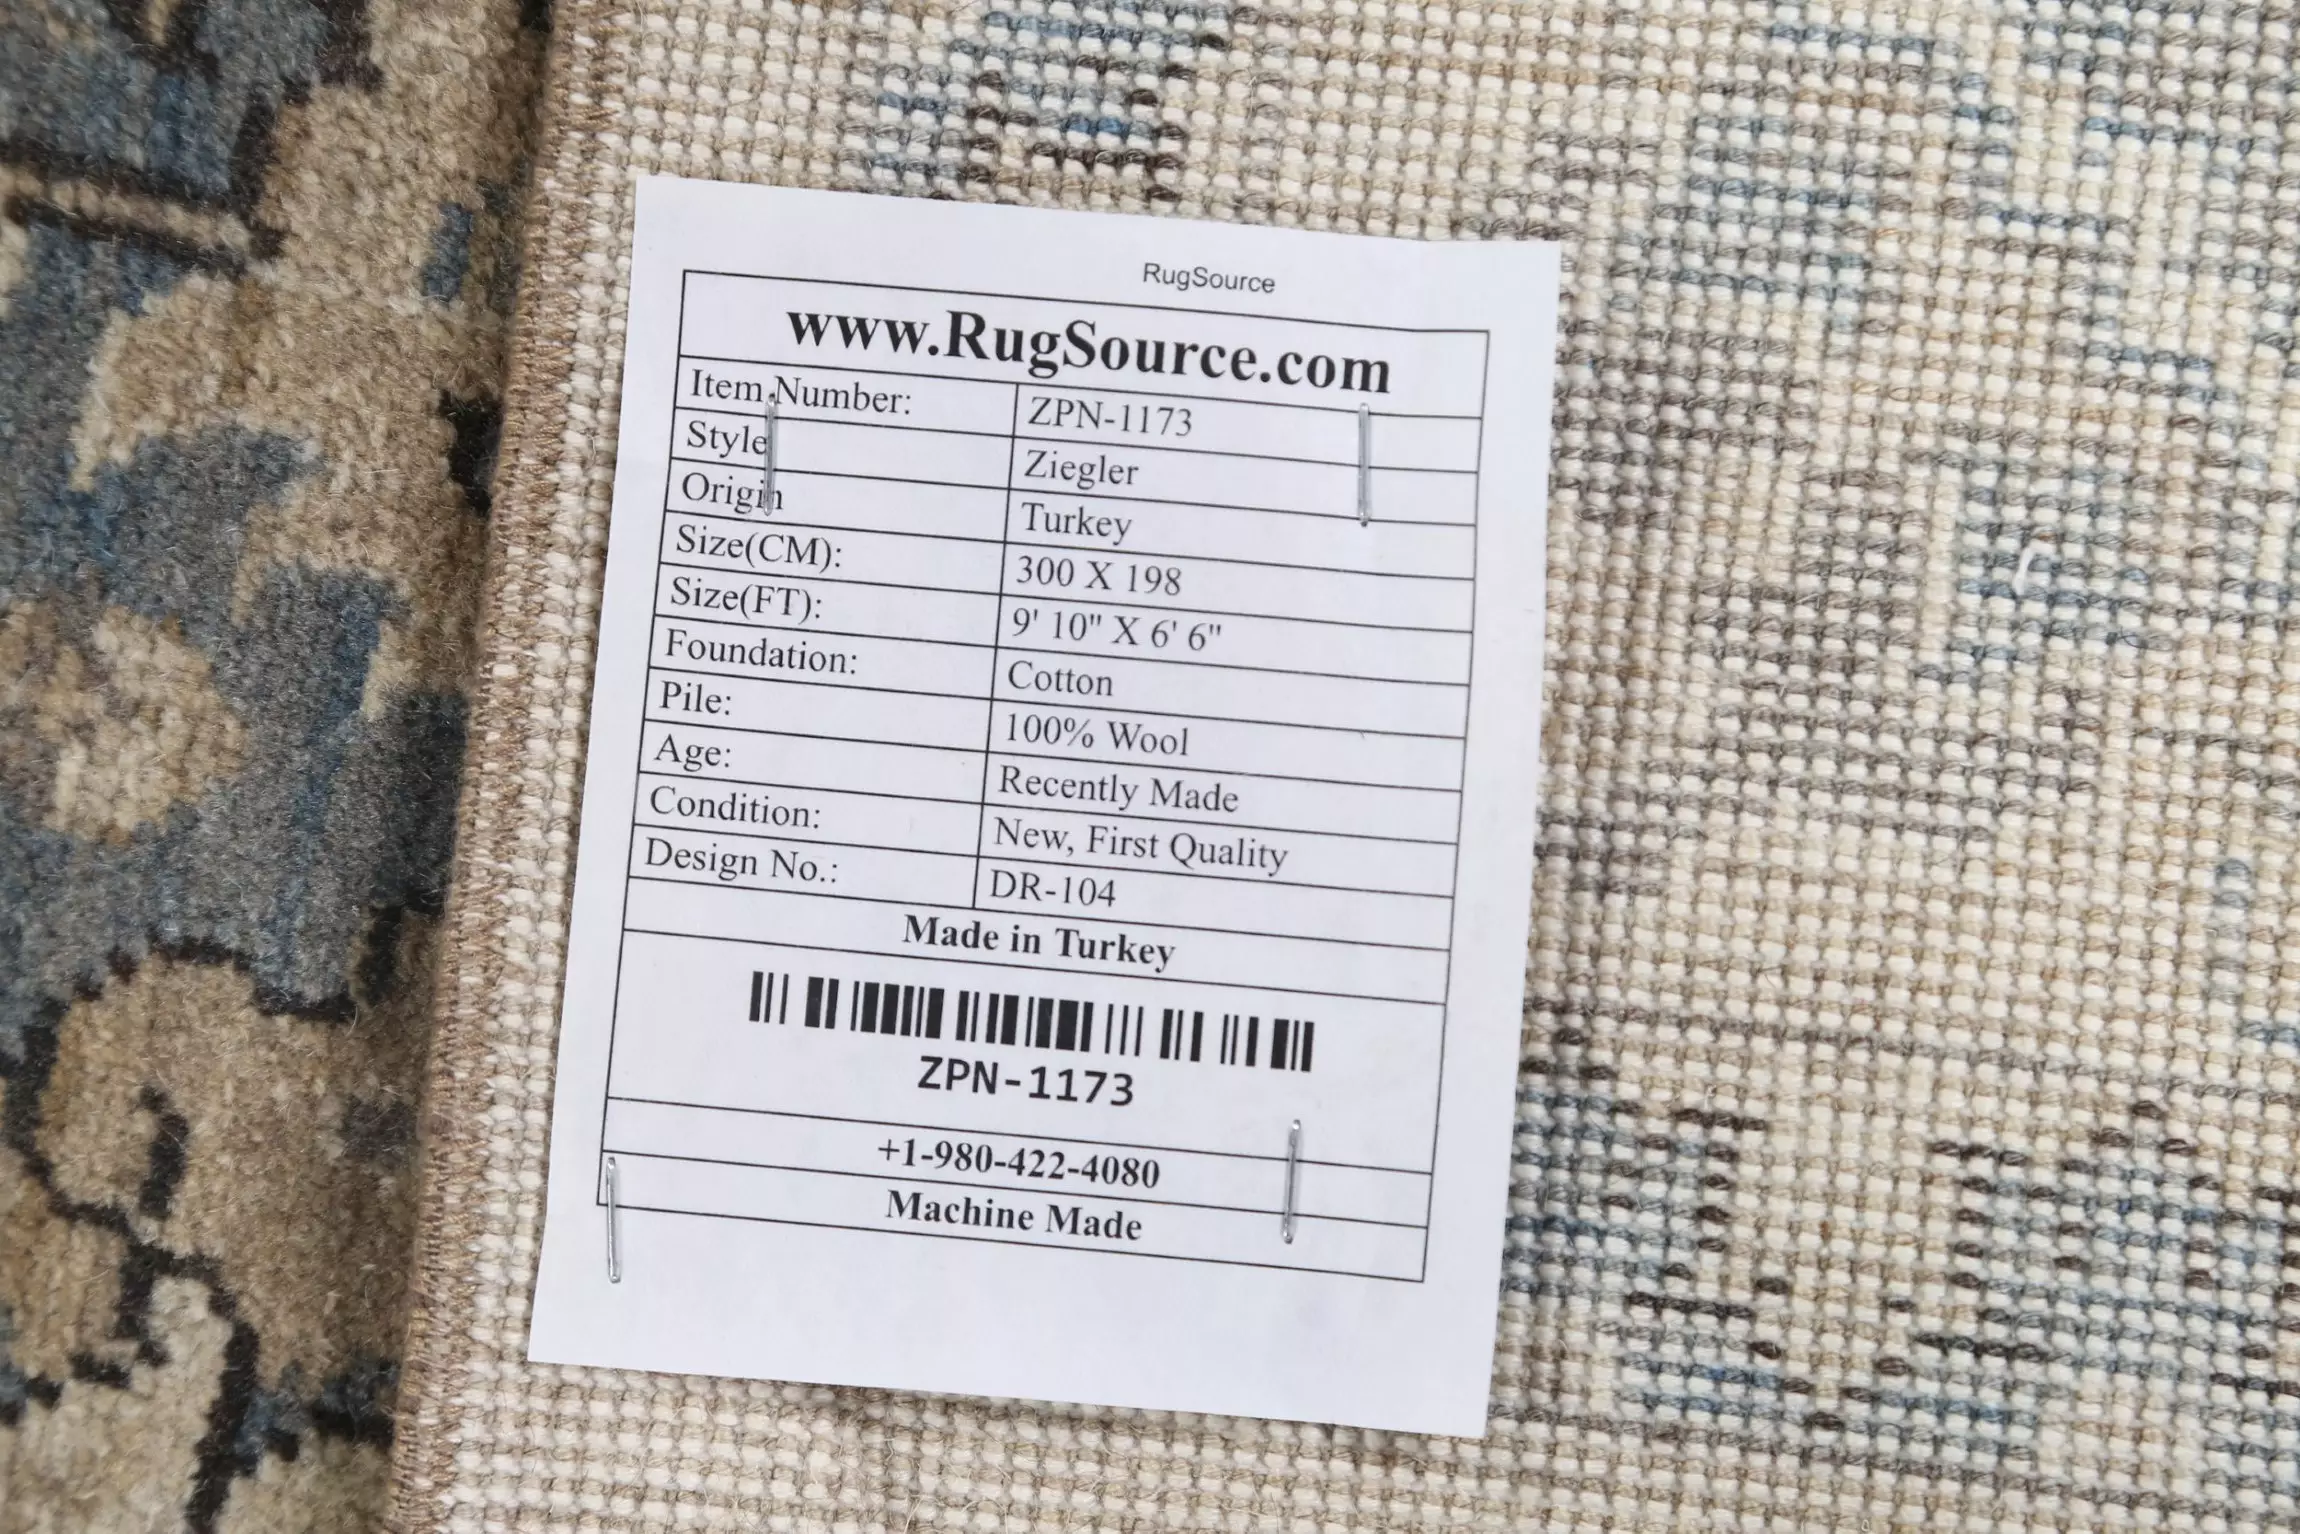 RugSource
www.RugSource.com
Item Number: ZPN-1173
Style Ziegler
Origin Turkey
Size(CM): 300 X 198
Size(FT): 9' 10" X 6' 6"
Foundation: Cotton
Pile: 100% Wool
Age: Recently Made
Condition: New, First Quality
Design No.: DR-104
Made in Turkey
ZPN-1173
+1-980-422-4080
Machine Made